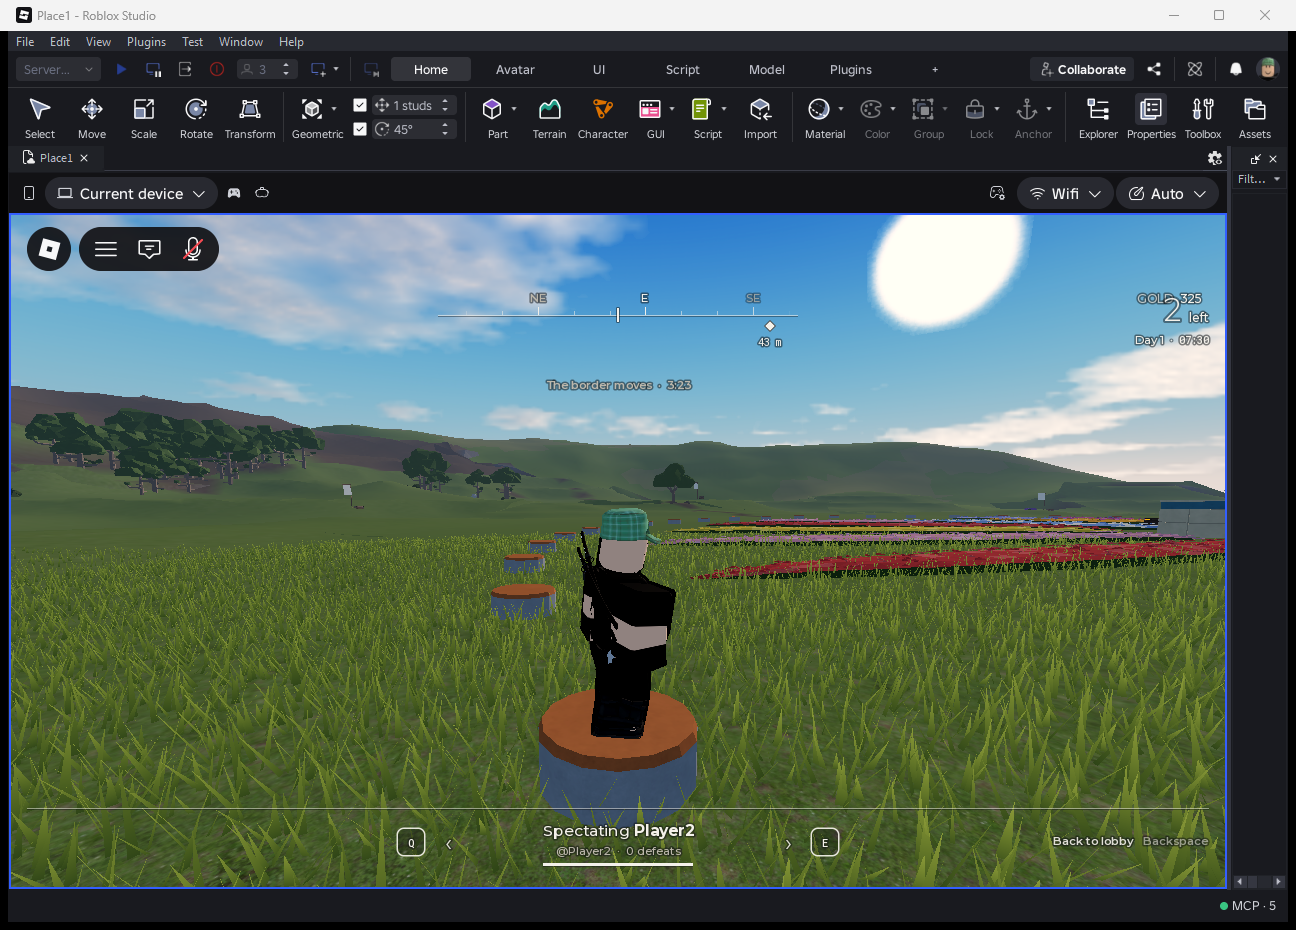 Place1 - Roblox Studio
File Edit View Plugins Test Window Help
Server... 3 Home Avatar UI Script Model Plugins + Collaborate
1 studs
45°
Select Move Scale Rotate Transform Geometric Part Terrain Character GUI Script Import Material Color Group Lock Anchor Explorer Properties Toolbox Assets
Place1
Filt...
Current device Wifi Auto
NE E SE
GOLD 325
2 left
43 m
Day 1 · 07:30
The border moves · 3:23
Spectating Player2
Q ‹ › E
@Player2 · 0 defeats
Back to lobby Backspace
MCP · 5